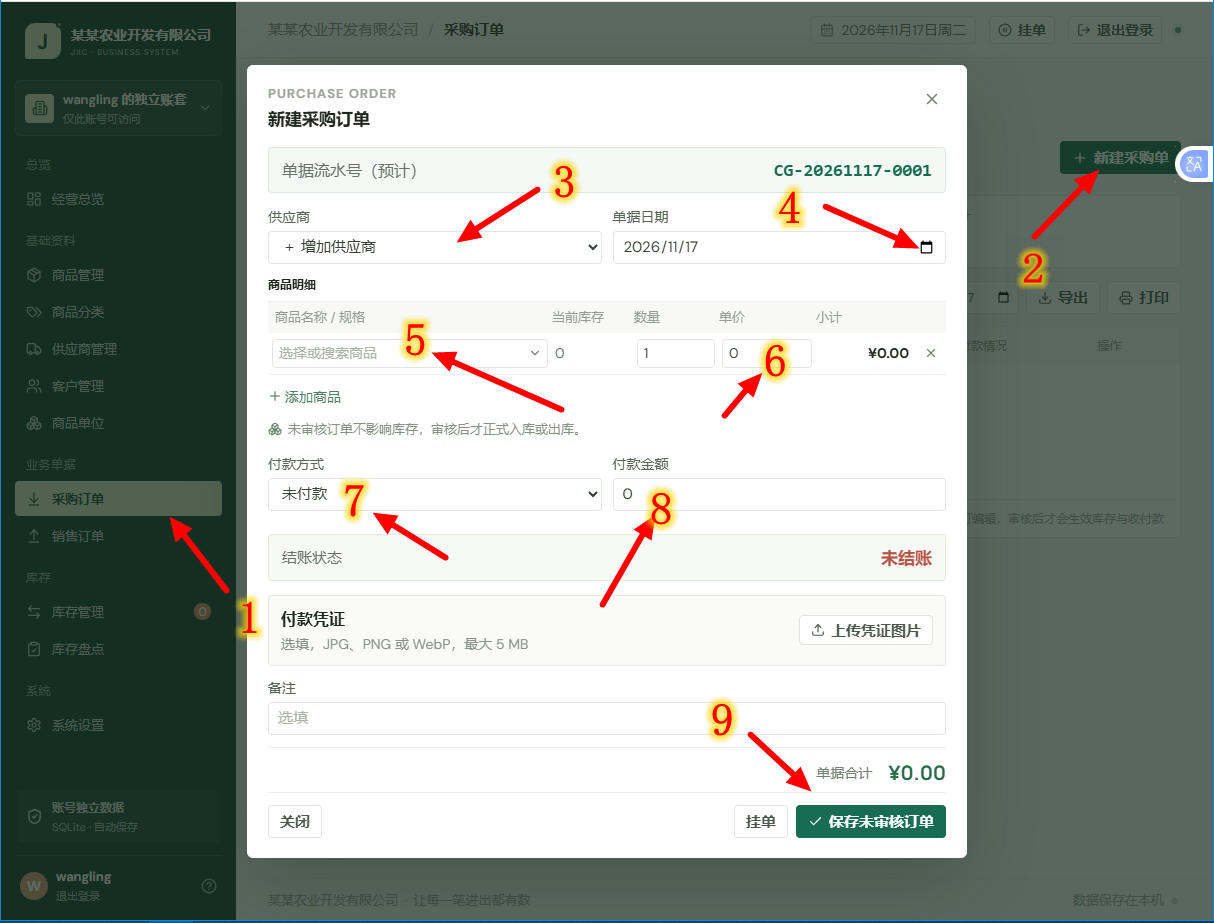 J
某某农业开发有限公司
JXC · BUSINESS SYSTEM
wangling 的独立账套
仅此账号可访问
总览
经营总览
基础资料
商品管理
商品分类
供应商管理
客户管理
商品单位
业务单据
采购订单
销售订单
库存
库存管理 0
库存盘点
系统
系统设置
账号独立数据
SQLite · 自动保存
W
wangling
退出登录
某某农业开发有限公司 / 采购订单
2026年11月17日周二
挂单
退出登录
+ 新建采购单
7
导出
打印
款情况
操作
编辑，审核后才会生效库存与收付款
PURCHASE ORDER
新建采购订单
单据流水号（预计） CG-20261117-0001
供应商 单据日期
+ 增加供应商 2026/11/17
商品明细
商品名称 / 规格 当前库存 数量 单价 小计
选择或搜索商品 0 1 0 ¥0.00 ×
+ 添加商品
未审核订单不影响库存，审核后才正式入库或出库。
付款方式 付款金额
未付款 0
结账状态 未结账
付款凭证
选填，JPG、PNG 或 WebP，最大 5 MB
上传凭证图片
备注
选填
单据合计 ¥0.00
关闭 挂单 保存未审核订单
某某农业开发有限公司 · 让每一笔进出都有数
数据保存在本机
1
2
3
4
5
6
7
8
9